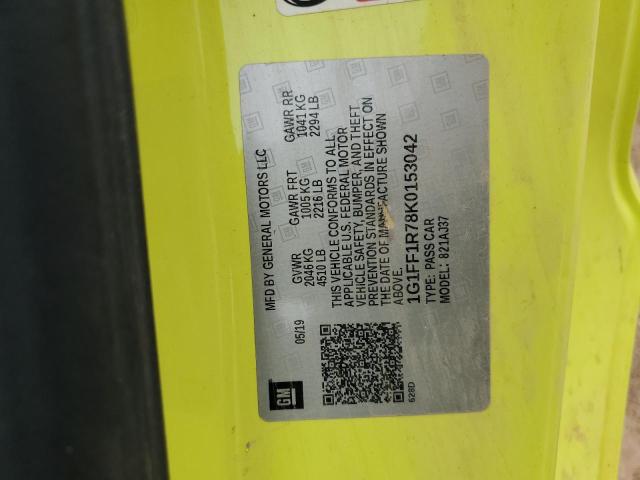 GM
05/19
MFD BY GENERAL MOTORS LLC
GVWR GAWR FRT GAWR RR
2046 KG 1005 KG 1041 KG
4510 LB 2216 LB 2294 LB
THIS VEHICLE CONFORMS TO ALL
APPLICABLE U.S. FEDERAL MOTOR
VEHICLE SAFETY, BUMPER, AND THEFT
PREVENTION STANDARDS IN EFFECT ON
THE DATE OF MANUFACTURE SHOWN
ABOVE.
1G1FF1R78K0153042
TYPE: PASS CAR
MODEL: 821AJ37
628D